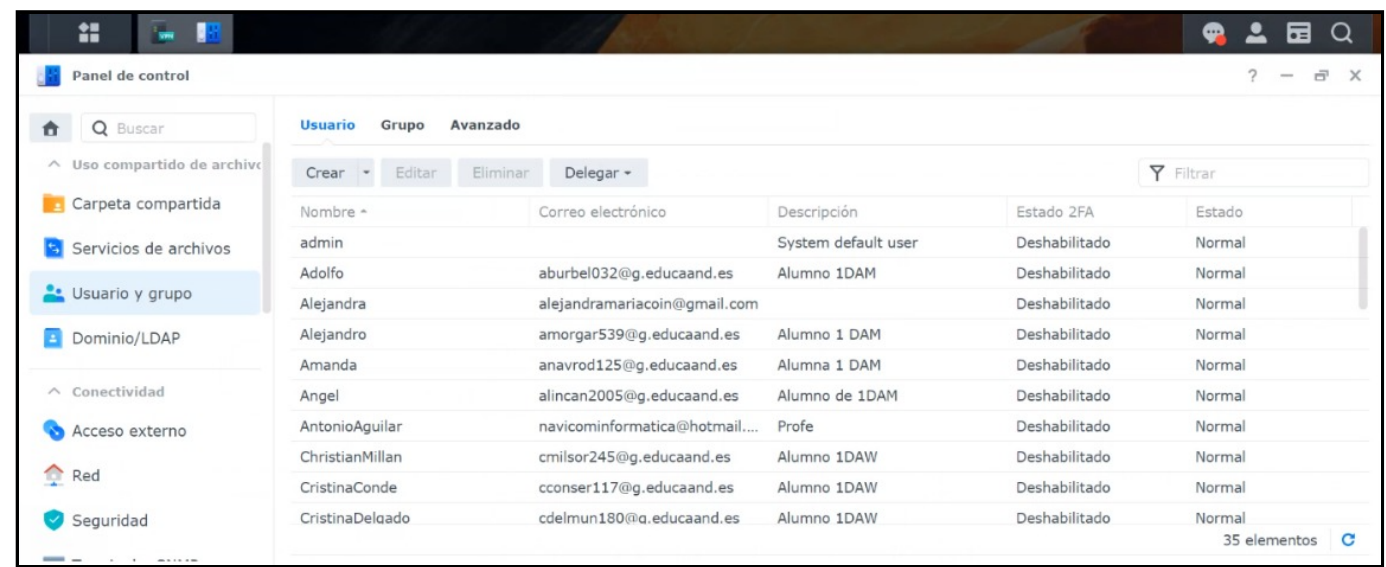 VPN
Panel de control
?
Buscar
Usuario Grupo Avanzado
Uso compartido de archivo
Crear Editar Eliminar Delegar Filtrar
Carpeta compartida
Nombre Correo electrónico Descripción Estado 2FA Estado
Servicios de archivos
admin System default user Deshabilitado Normal
Adolfo aburbel032@g.educaand.es Alumno 1DAM Deshabilitado Normal
Usuario y grupo
Alejandra alejandramariacoin@gmail.com Deshabilitado Normal
Dominio/LDAP
Alejandro amorgar539@g.educaand.es Alumno 1 DAM Deshabilitado Normal
Amanda anavrod125@g.educaand.es Alumna 1 DAM Deshabilitado Normal
Conectividad
Angel alincan2005@g.educaand.es Alumno de 1DAM Deshabilitado Normal
Acceso externo
AntonioAguilar navicominformatica@hotmail.... Profe Deshabilitado Normal
ChristianMillan cmilsor245@g.educaand.es Alumno 1DAW Deshabilitado Normal
Red
CristinaConde cconser117@g.educaand.es Alumno 1DAW Deshabilitado Normal
Seguridad
CristinaDelgado cdelmun180@g.educaand.es Alumno 1DAW Deshabilitado Normal
35 elementos